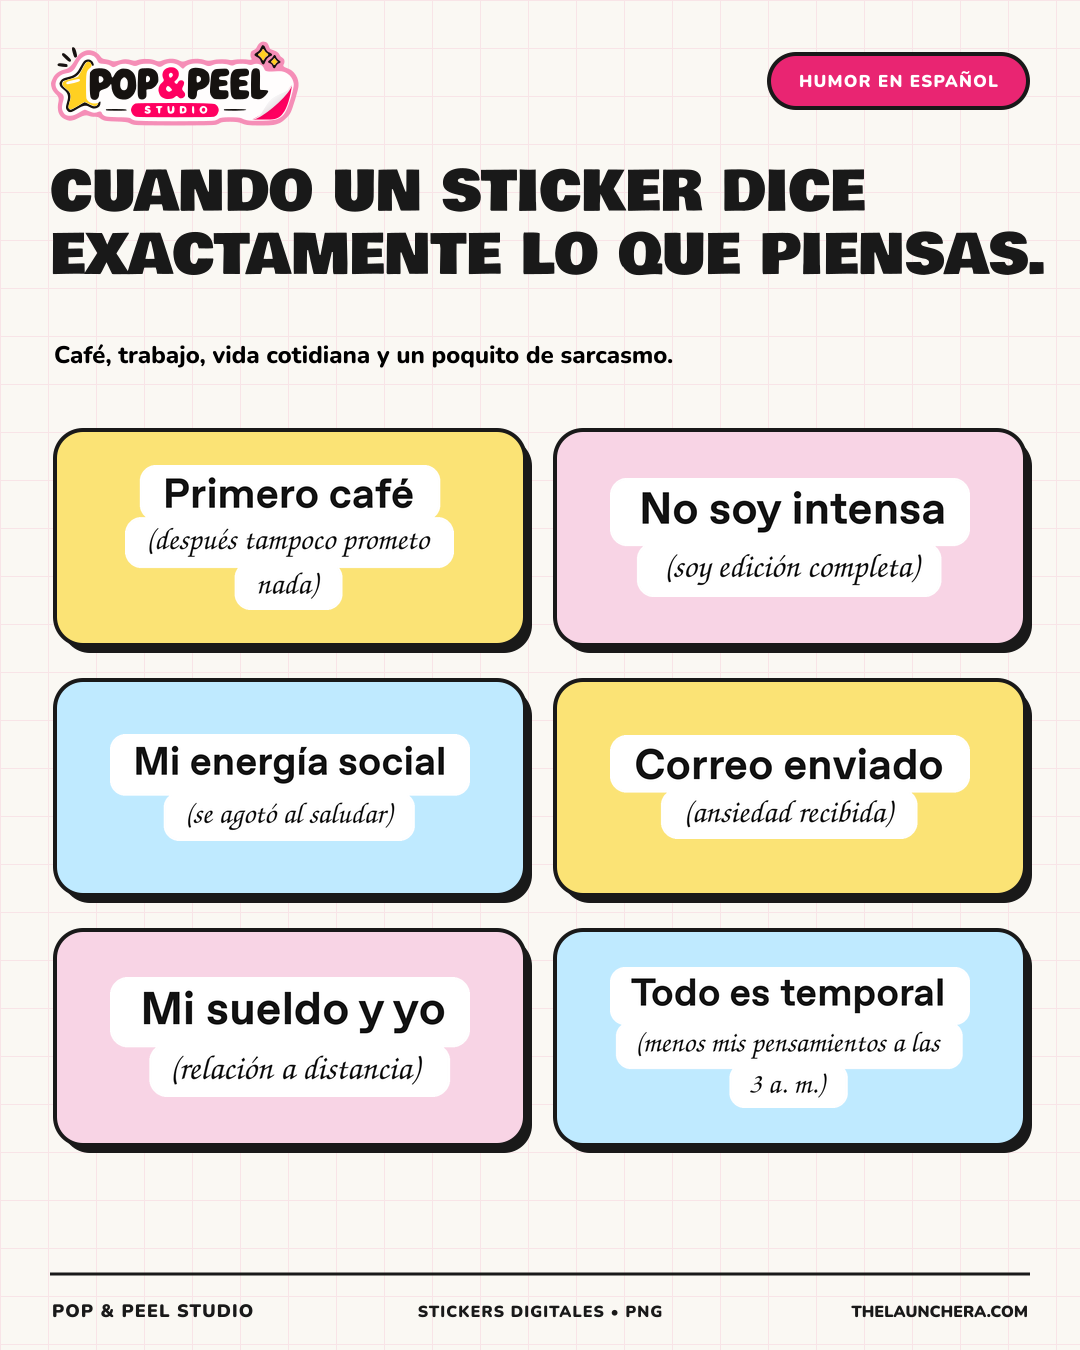 POP&PEEL
STUDIO
HUMOR EN ESPAÑOL
CUANDO UN STICKER DICE
EXACTAMENTE LO QUE PIENSAS.
Café, trabajo, vida cotidiana y un poquito de sarcasmo.
Primero café
(después tampoco prometo
nada)
No soy intensa
(soy edición completa)
Mi energía social
(se agotó al saludar)
Correo enviado
(ansiedad recibida)
Mi sueldo y yo
(relación a distancia)
Todo es temporal
(menos mis pensamientos a las
3 a. m.)
POP & PEEL STUDIO
STICKERS DIGITALES • PNG
THELAUNCHERA.COM